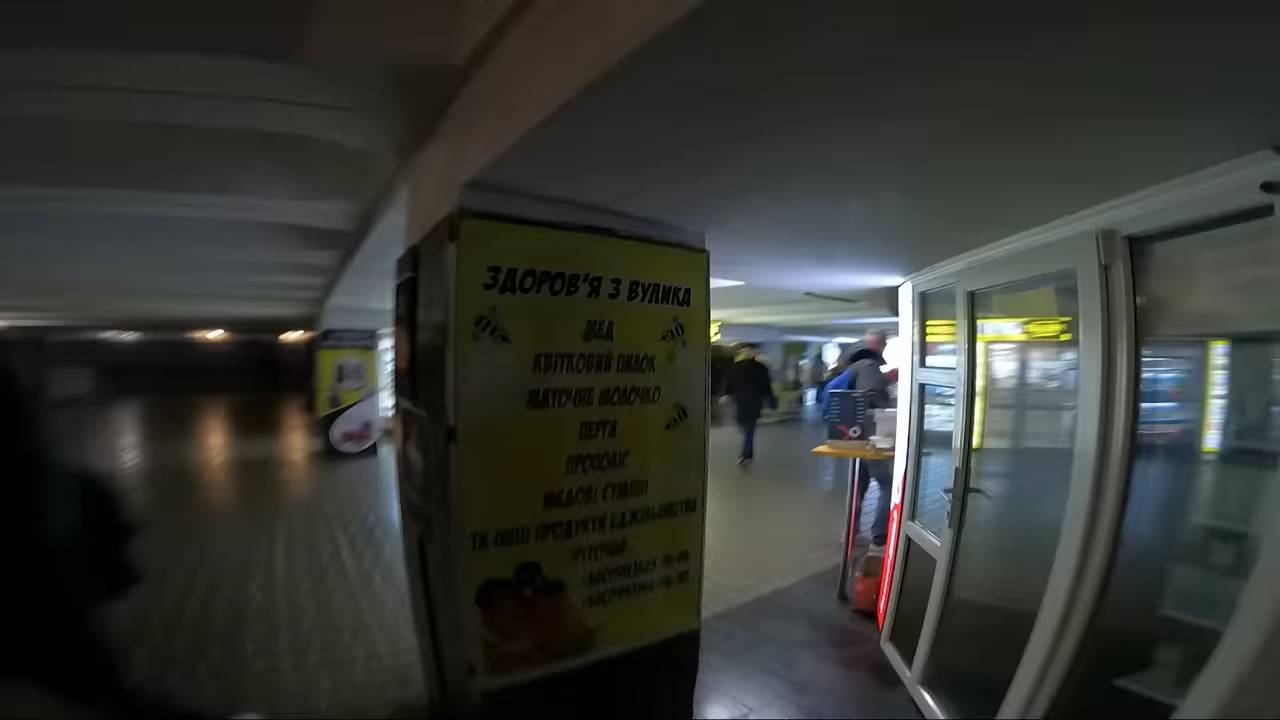 ЗДОРОВ'Я З ВУЛИКА
МЕД
КВІТКОВИЙ ПИЛОК
МАТОЧНЕ МОЛОЧКО
ПЕРГА
ПРОПОЛІС
МЕДОВІ СУМІШІ
ТА ІНШІ ПРОДУКТИ БДЖІЛЬНИЦТВА